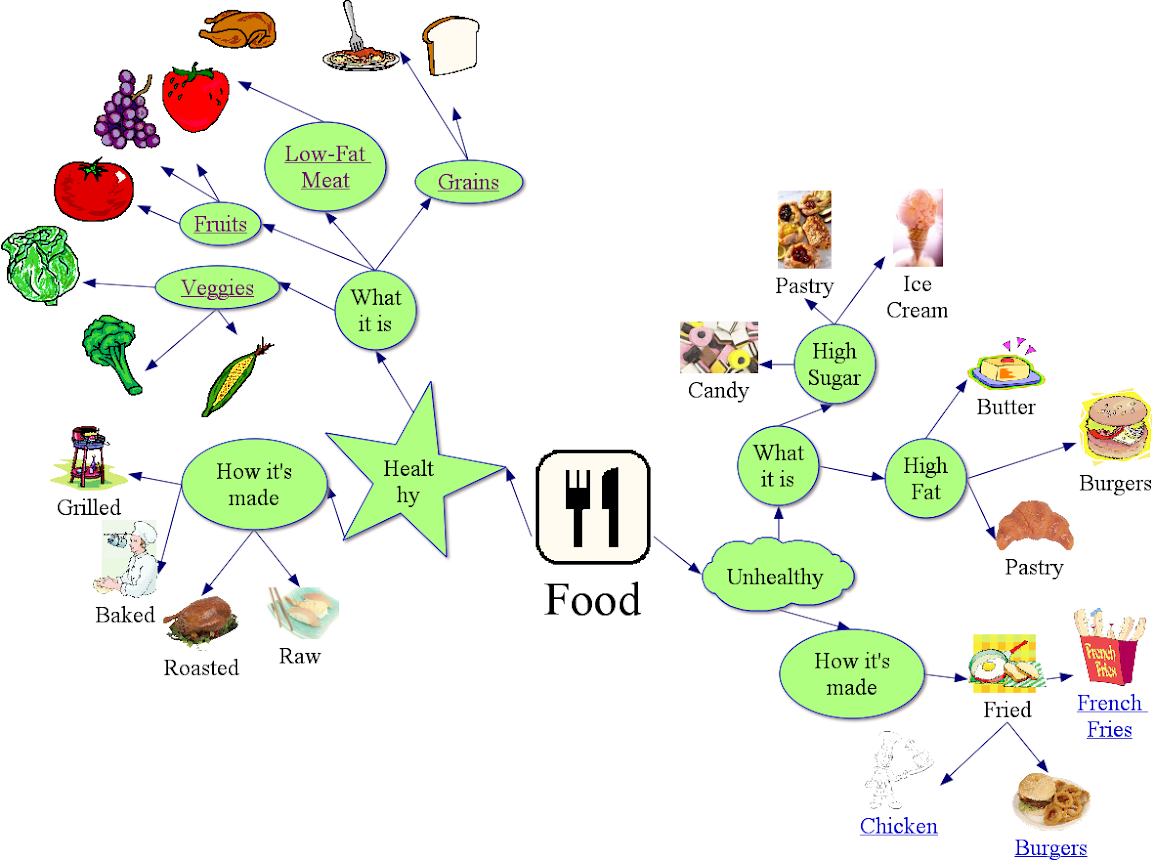 Low-Fat
Meat
Grains
Fruits
Veggies
What
it is
Healt
hy
How it's
made
Grilled
Baked
Roasted
Raw
Food
Unhealthy
What
it is
High
Sugar
Pastry
Ice
Cream
Candy
High
Fat
Butter
Burgers
Pastry
How it's
made
Fried
French
Fries
French
Fries
Chicken
Burgers